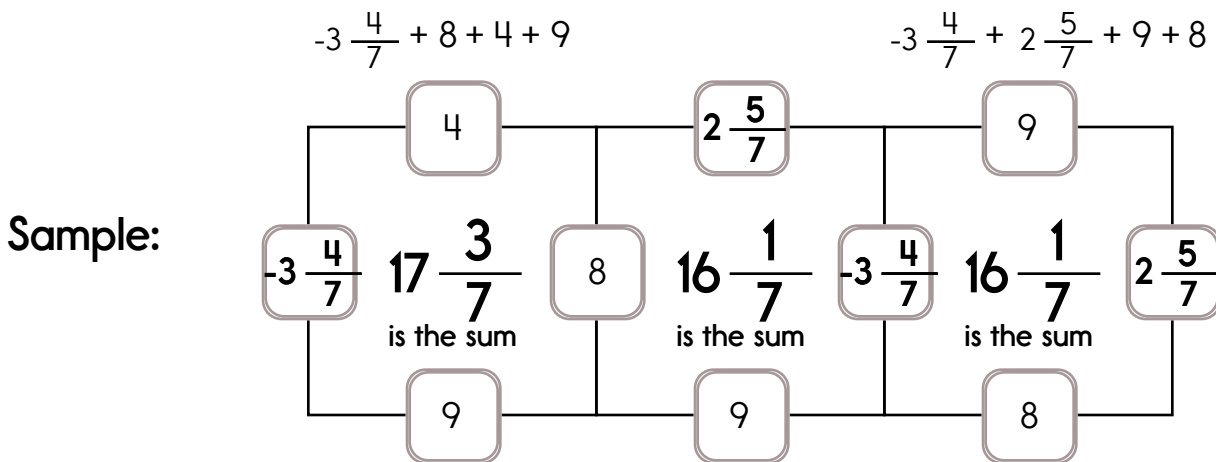 -3 4/7 + 8 + 4 + 9
-3 4/7 + 2 5/7 + 9 + 8
4
2 5/7
9
Sample:
-3 4/7
17 3/7
is the sum
8
16 1/7
is the sum
-3 4/7
16 1/7
is the sum
2 5/7
9
9
8